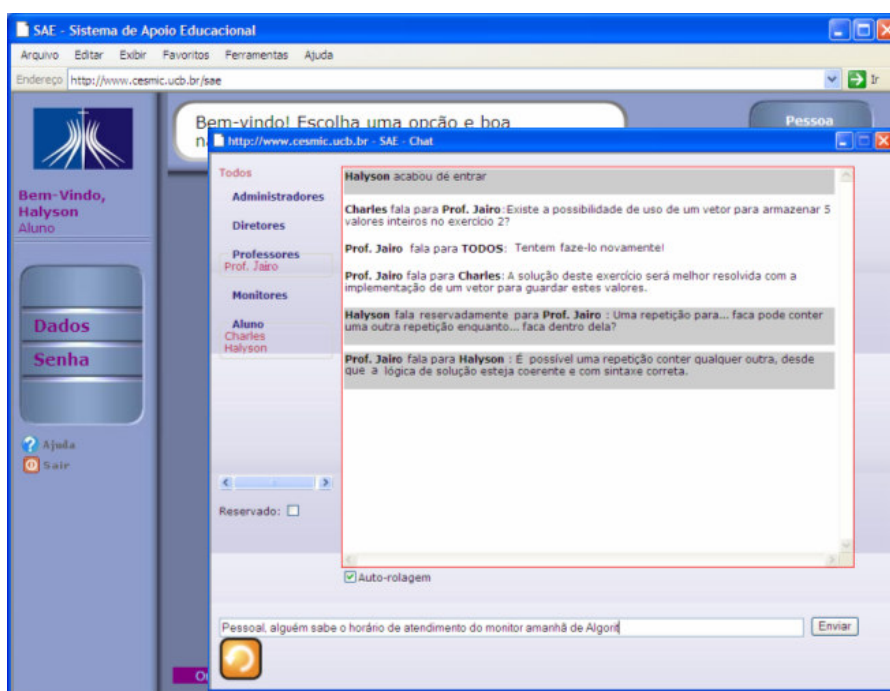 SAE - Sistema de Apoio Educacional
Arquivo Editar Exibir Favoritos Ferramentas Ajuda
Endereço http://www.cesmic.ucb.br/sae Ir
Bem-vindo! Escolha uma opção e boa
Pessoa
http://www.cesmic.ucb.br - SAE - Chat
Bem-Vindo,
Halyson
Aluno
Dados
Senha
Ajuda
Sair
Todos
Administradores
Diretores
Professores
Prof. Jairo
Monitores
Aluno
Charles
Halyson
Reservado:
Halyson acabou de entrar
Charles fala para Prof. Jairo:Existe a possibilidade de uso de um vetor para armazenar 5
valores inteiros no exercício 2?
Prof. Jairo fala para TODOS: Tentem faze-lo novamente!
Prof. Jairo fala para Charles: A solução deste exercício será melhor resolvida com a
implementação de um vetor para guardar estes valores.
Halyson fala reservadamente para Prof. Jairo : Uma repetição para... faca pode conter
uma outra repetição enquanto... faca dentro dela?
Prof. Jairo fala para Halyson : É possível uma repetição conter qualquer outra, desde
que a lógica de solução esteja coerente e com sintaxe correta.
Auto-rolagem
Pessoal, alguém sabe o horário de atendimento do monitor amanhã de Algorit
Enviar